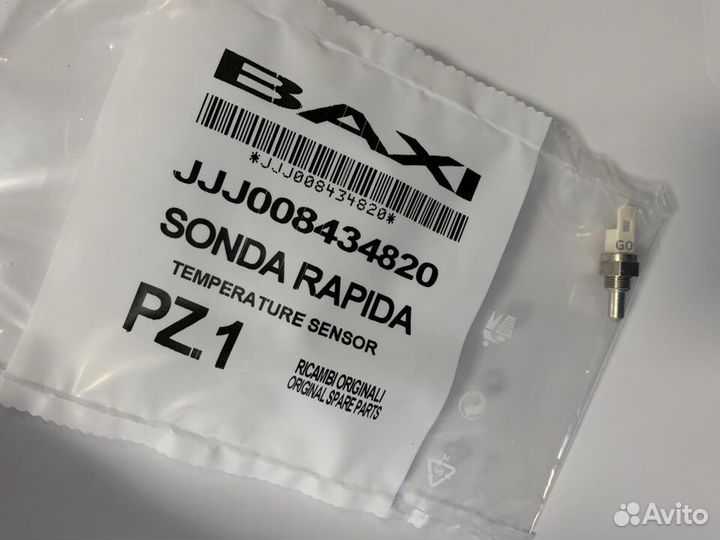 BAXI
*JJJ008434820*
JJJ008434820
SONDA RAPIDA
TEMPERATURE SENSOR
PZ.1
RICAMBI ORIGINALI
ORIGINAL SPARE PARTS
GO
Avito